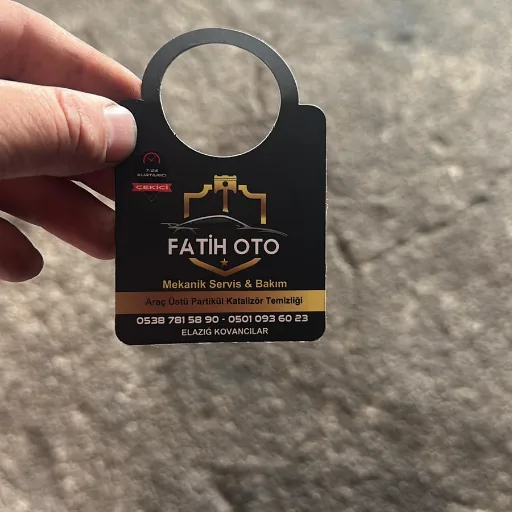 7/24
KURTARICI
ÇEKİCİ
FATİH OTO
Mekanik Servis & Bakım
Araç Üstü Partikül Katalizör Temizliği
0538 781 58 90 - 0501 093 60 23
ELAZIĞ KOVANCILAR